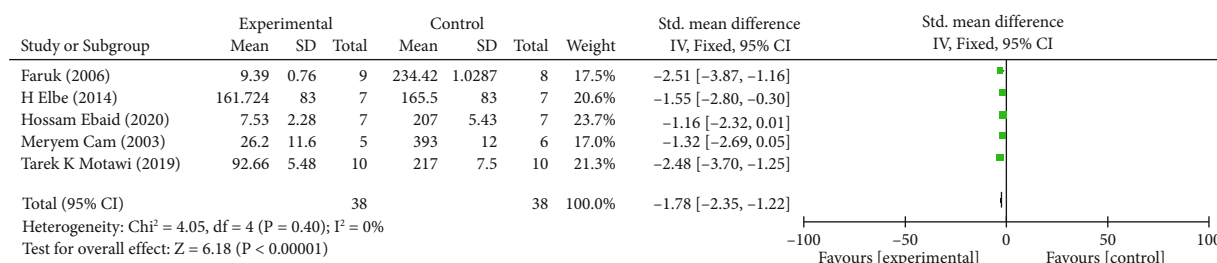 Experimental Control Std. mean difference Std. mean difference
Study or Subgroup Mean SD Total Mean SD Total Weight IV, Fixed, 95% CI IV, Fixed, 95% CI
Faruk (2006) 9.39 0.76 9 234.42 1.0287 8 17.5% −2.51 [−3.87, −1.16]
H Elbe (2014) 161.724 83 7 165.5 83 7 20.6% −1.55 [−2.80, −0.30]
Hossam Ebaid (2020) 7.53 2.28 7 207 5.43 7 23.7% −1.16 [−2.32, 0.01]
Meryem Cam (2003) 26.2 11.6 5 393 12 6 17.0% −1.32 [−2.69, 0.05]
Tarek K Motawi (2019) 92.66 5.48 10 217 7.5 10 21.3% −2.48 [−3.70, −1.25]
Total (95% CI) 38 38 100.0% −1.78 [−2.35, −1.22]
Heterogeneity: Chi² = 4.05, df = 4 (P = 0.40); I² = 0%
Test for overall effect: Z = 6.18 (P < 0.00001)
−100 −50 0 50 100
Favours [experimental] Favours [control]